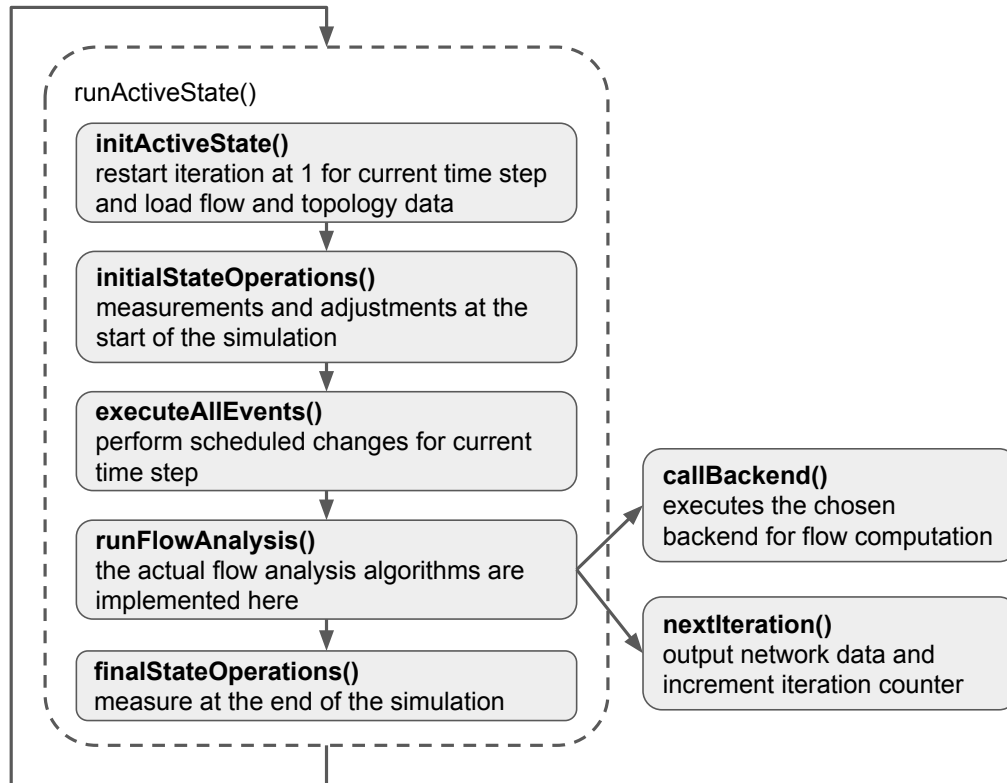 runActiveState()
initActiveState()
restart iteration at 1 for current time step
and load flow and topology data
initialStateOperations()
measurements and adjustments at the
start of the simulation
executeAllEvents()
perform scheduled changes for current
time step
runFlowAnalysis()
the actual flow analysis algorithms are
implemented here
finalStateOperations()
measure at the end of the simulation
callBackend()
executes the chosen
backend for flow computation
nextIteration()
output network data and
increment iteration counter